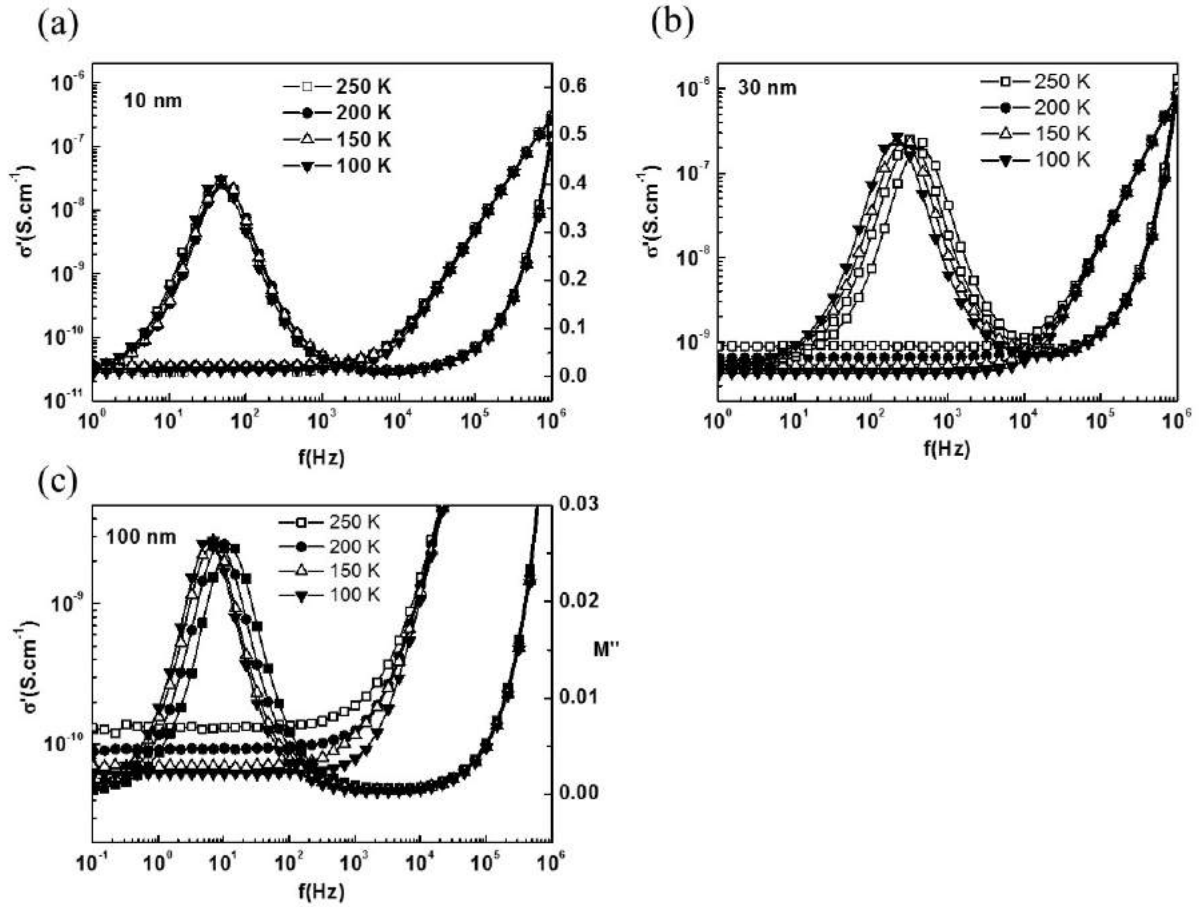 (a)
10 nm
250 K
200 K
150 K
100 K
σ'(S.cm⁻¹)
10⁻⁶
10⁻⁷
10⁻⁸
10⁻⁹
10⁻¹⁰
10⁻¹¹
0.6
0.5
0.4
0.3
0.2
0.1
0.0
10⁰ 10¹ 10² 10³ 10⁴ 10⁵ 10⁶
f(Hz)
(b)
30 nm
250 K
200 K
150 K
100 K
σ'(S.cm⁻¹)
10⁻⁶
10⁻⁷
10⁻⁸
10⁻⁹
10⁰ 10¹ 10² 10³ 10⁴ 10⁵ 10⁶
f(Hz)
(c)
100 nm
250 K
200 K
150 K
100 K
σ'(S.cm⁻¹)
10⁻⁹
10⁻¹⁰
0.03
0.02
0.01
0.00
M''
10⁻¹ 10⁰ 10¹ 10² 10³ 10⁴ 10⁵ 10⁶
f(Hz)